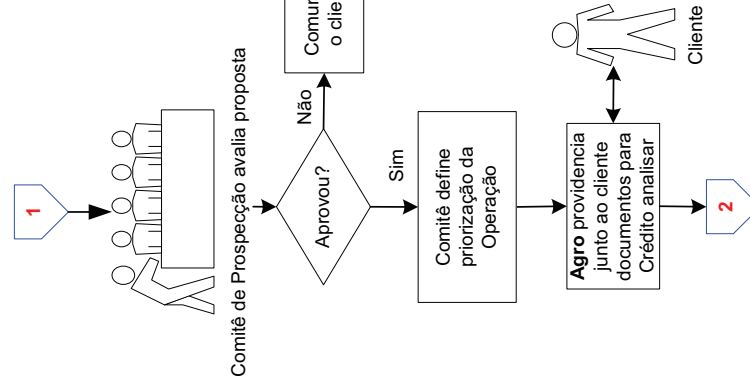 1
Comitê de Prospecção avalia proposta
Aprovou?
Não
o
Sim
Comitê define
priorização da
Operação
Agro providencia
junto ao cliente
documentos para
Crédito analisar
Cliente
2